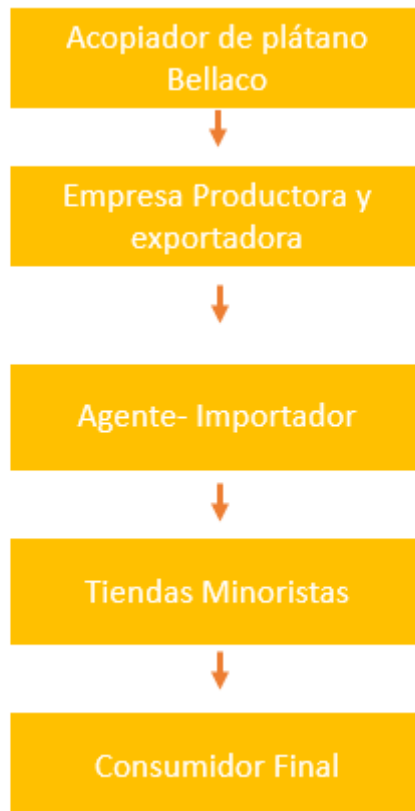 Acopiador de plátano
Bellaco
Empresa Productora y
exportadora
Agente- Importador
Tiendas Minoristas
Consumidor Final